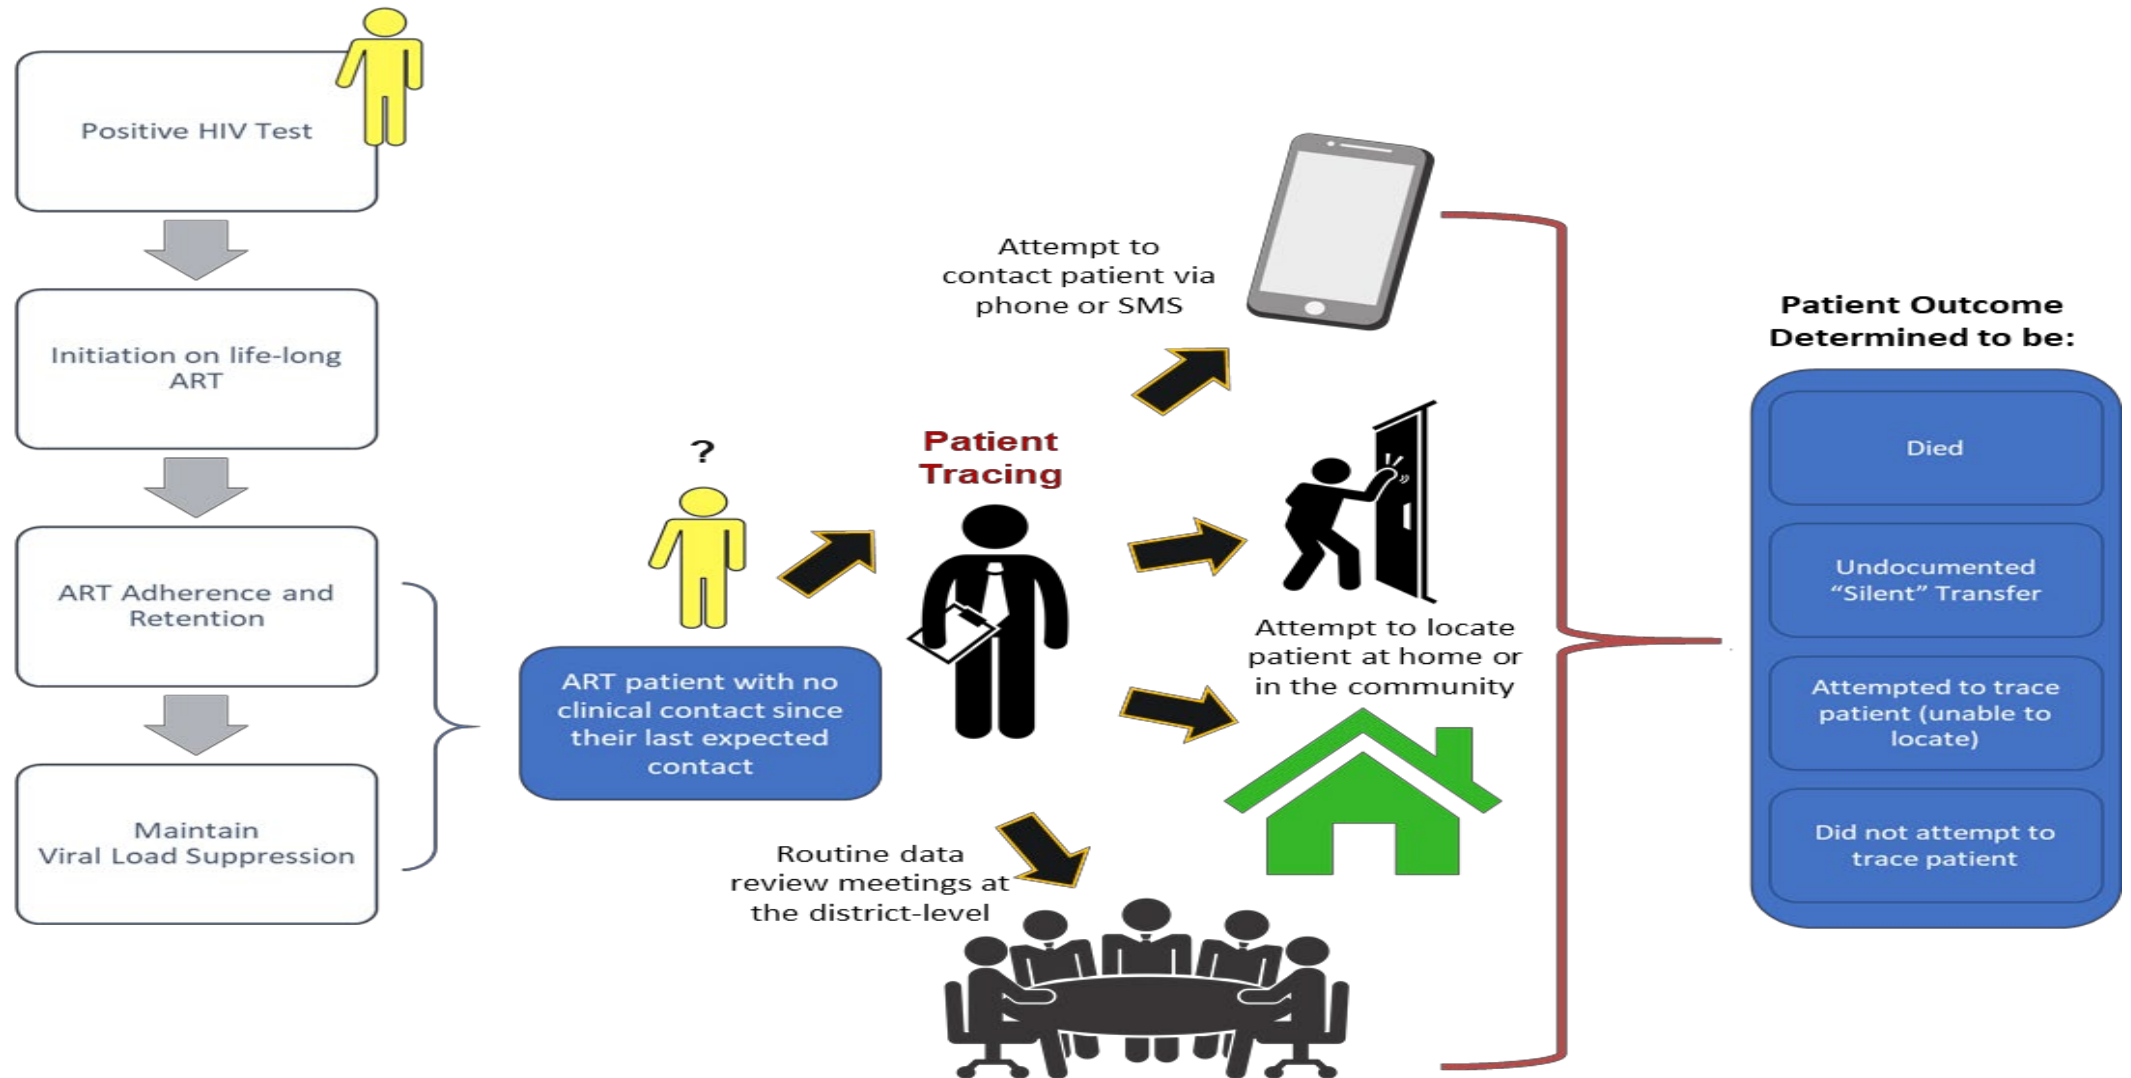 Positive HIV Test
Initiation on life-long
ART
ART Adherence and
Retention
Maintain
Viral Load Suppression
?
ART patient with no
clinical contact since
their last expected
contact
Patient
Tracing
Attempt to
contact patient via
phone or SMS
Attempt to locate
patient at home or
in the community
Routine data
review meetings at
the district-level
Patient Outcome
Determined to be:
Died
Undocumented
“Silent” Transfer
Attempted to trace
patient (unable to
locate)
Did not attempt to
trace patient